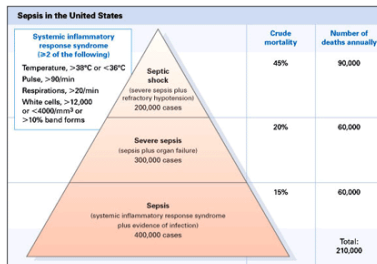 Sepsis in the United States
Systemic inflammatory
response syndrome
(≥2 of the following)
Temperature, >38°C or <36°C
Pulse, >90/min
Respirations, >20/min
White cells, >12,000
or <4000/mm³ or
>10% band forms
Crude
mortality
Number of
deaths annually
Septic
shock
(severe sepsis plus
refractory hypotension)
200,000 cases
45%
90,000
Severe sepsis
(sepsis plus organ failure)
300,000 cases
20%
60,000
Sepsis
(systemic inflammatory response syndrome
plus evidence of infection)
400,000 cases
15%
60,000
Total:
210,000